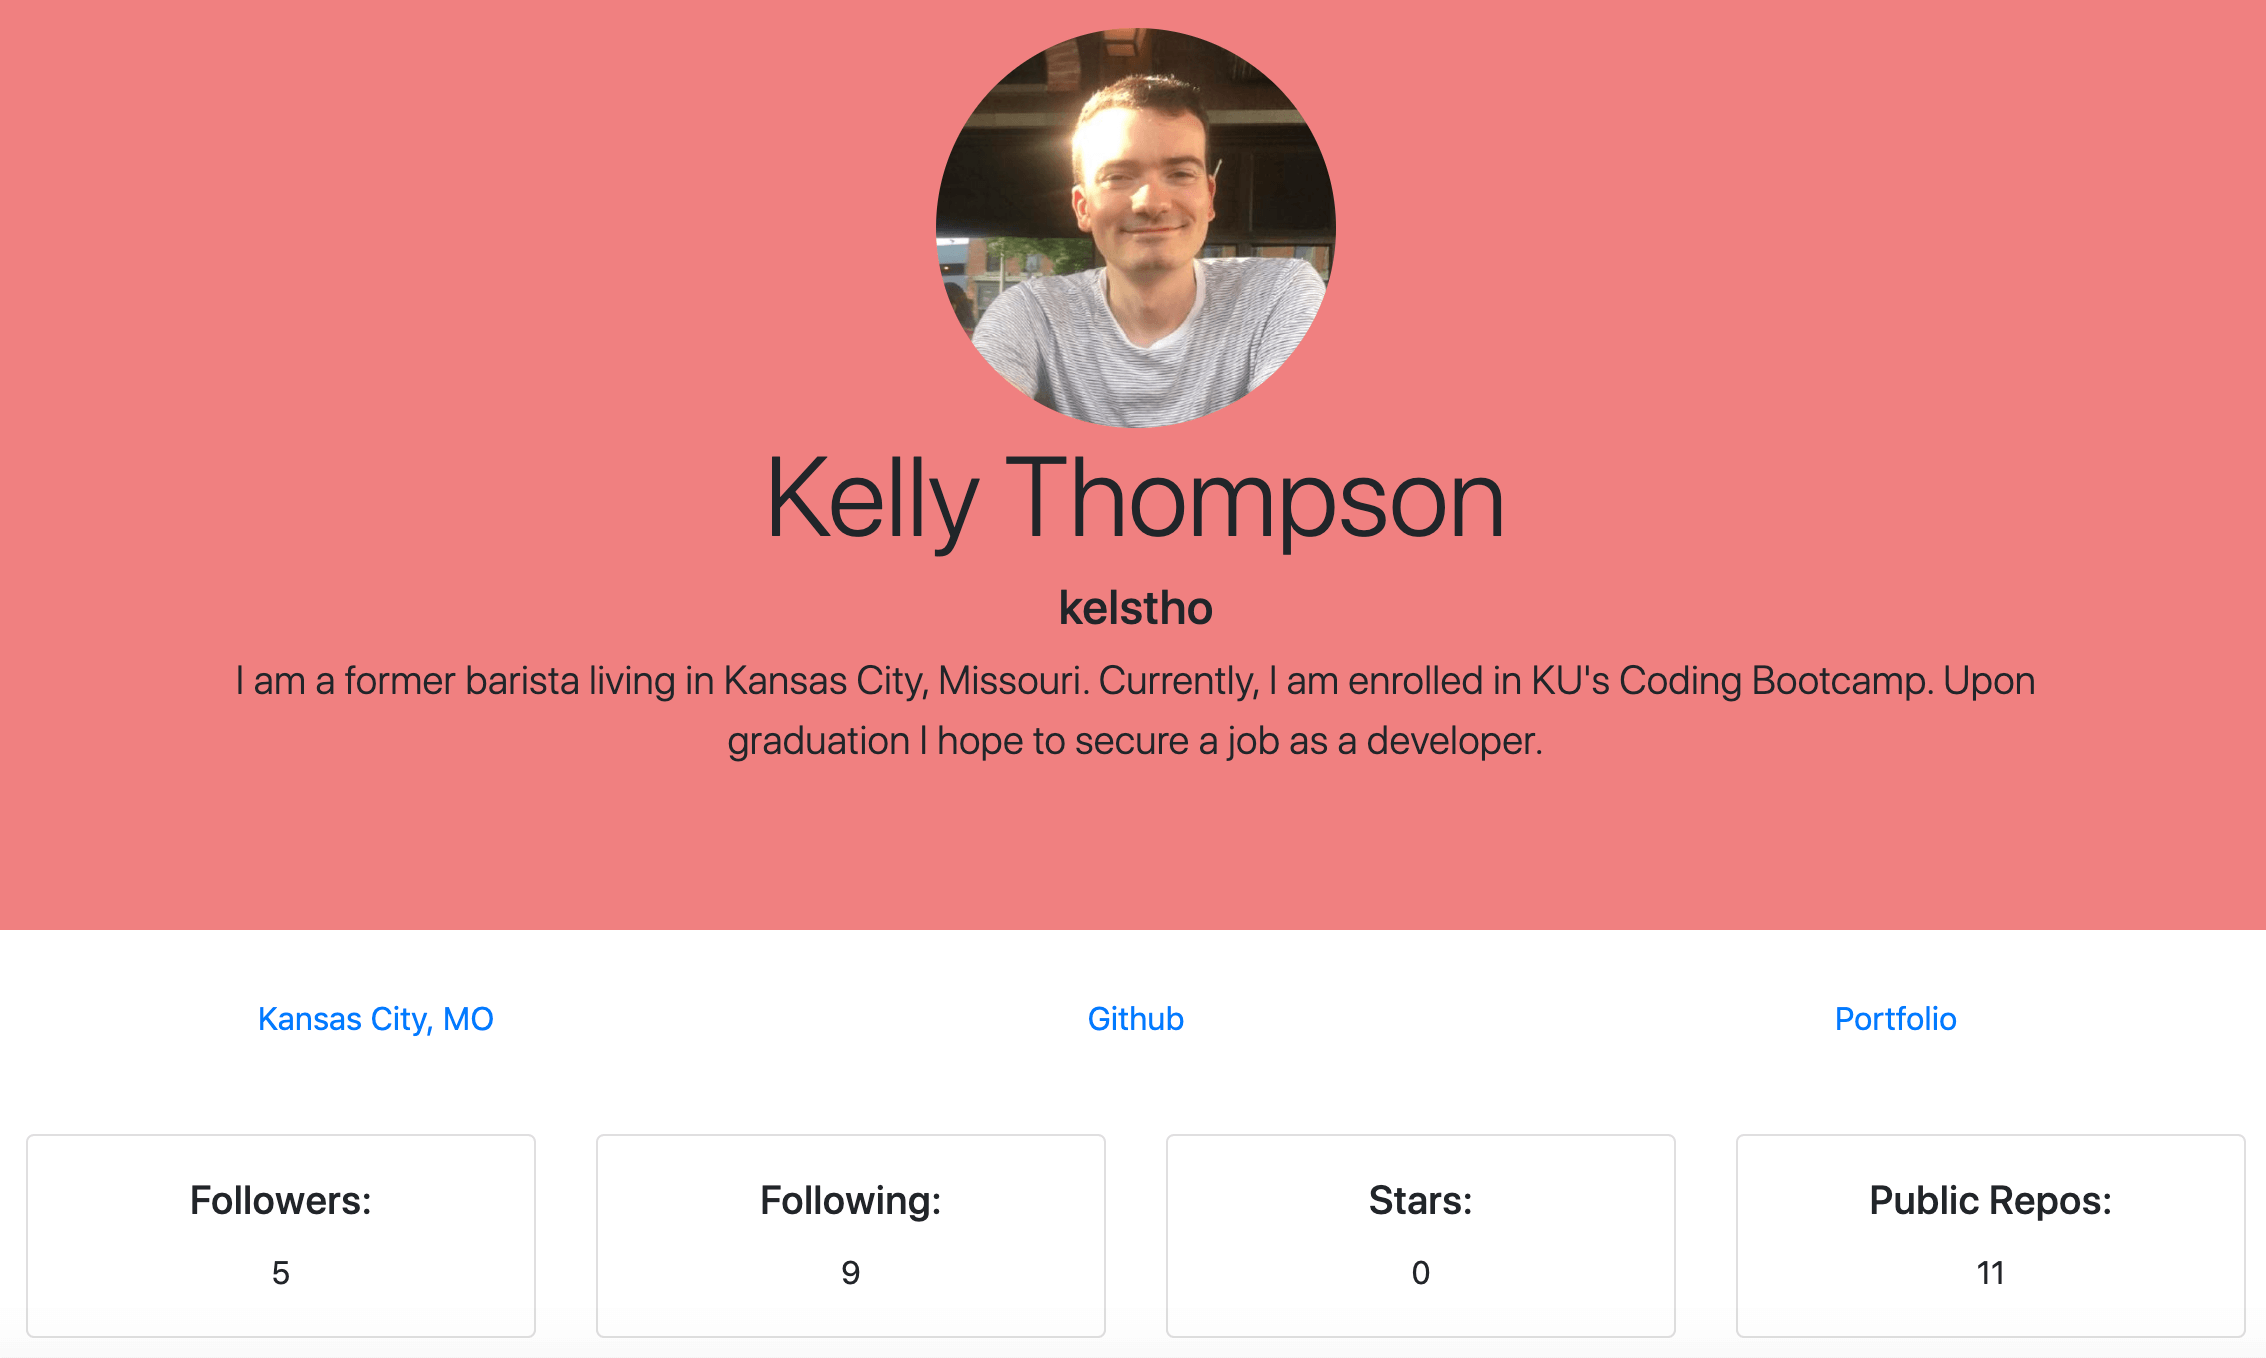 Kelly Thompson
kelstho
I am a former barista living in Kansas City, Missouri. Currently, I am enrolled in KU's Coding Bootcamp. Upon
graduation I hope to secure a job as a developer.
Kansas City, MO Github Portfolio
Followers: Following: Stars: Public Repos:
5 9 0 11